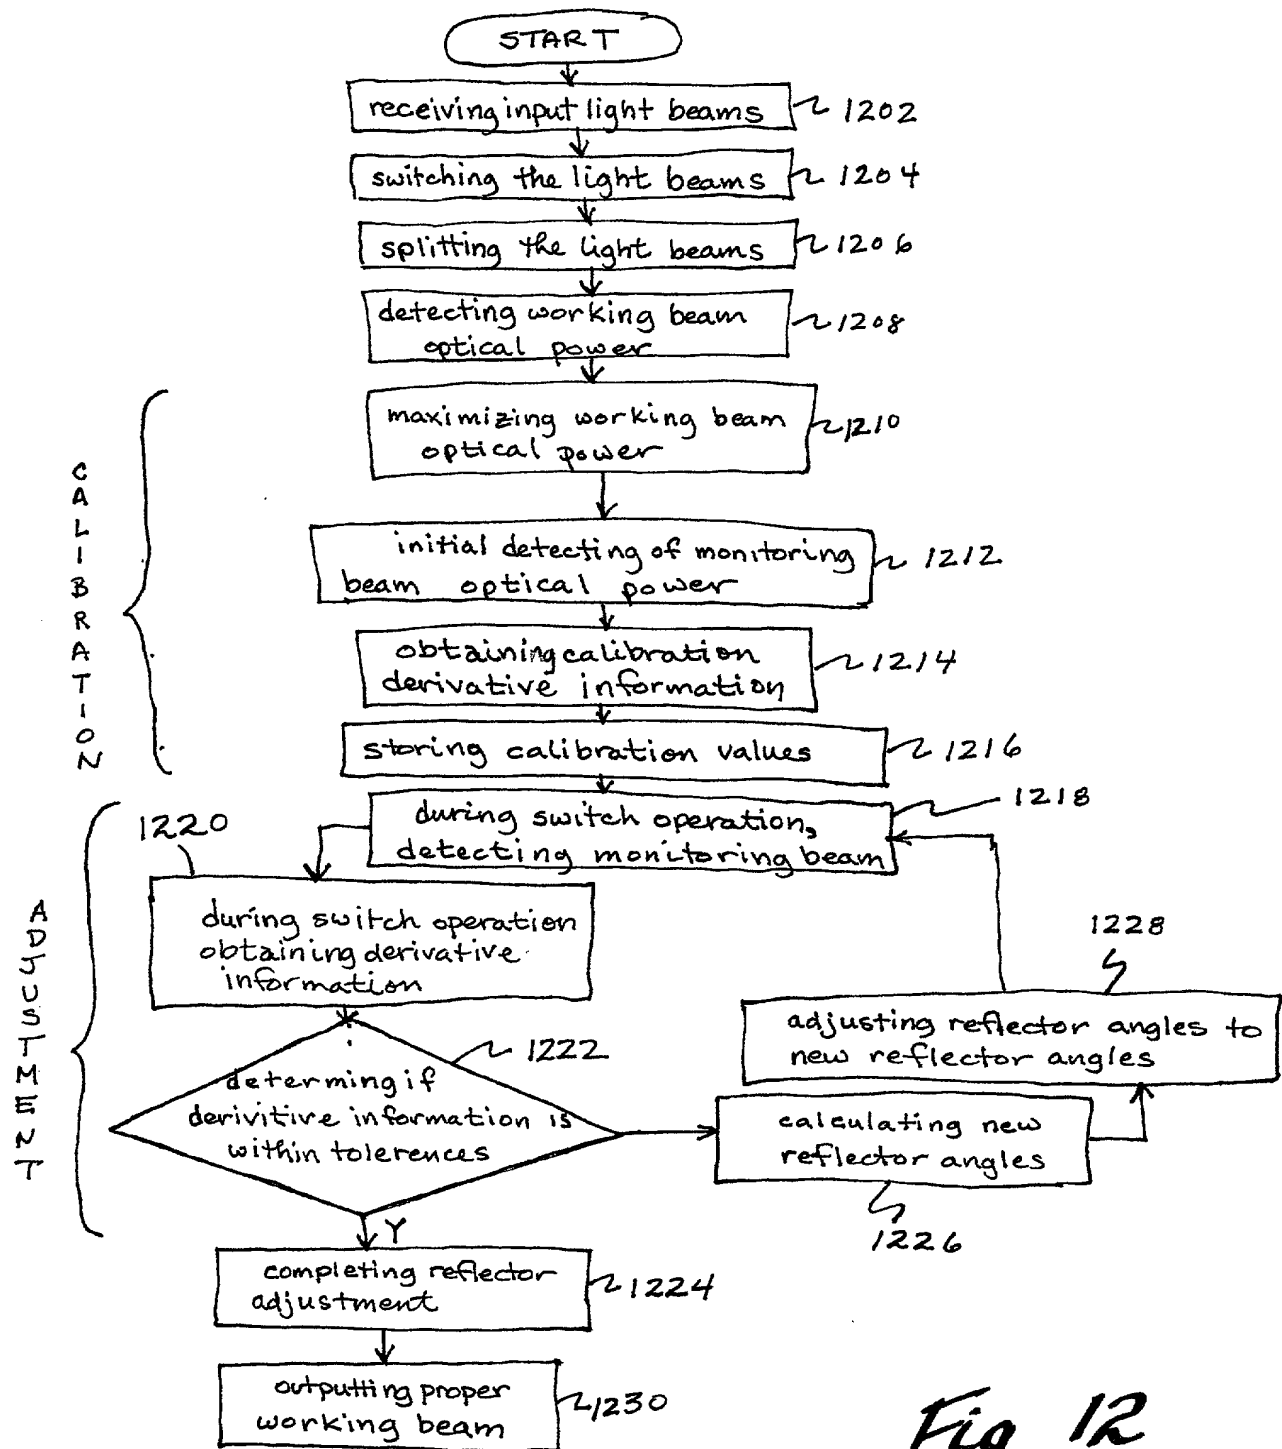 START
receiving input light beams
1202
switching the light beams
1204
splitting the light beams
1206
detecting working beam
optical power
1208
maximizing working beam
optical power
1210
CALIBRATION
initial detecting of monitoring
beam optical power
1212
obtaining calibration
derivative information
1214
storing calibration values
1216
during switch operation,
detecting monitoring beam
1218
1220
during switch operation
obtaining derivative
information
ADJUSTMENT
1228
adjusting reflector angles to
new reflector angles
1222
determing if
derivitive information is
within tolerences
calculating new
reflector angles
1226
Y
completing reflector
adjustment
1224
outputting proper
working beam
1230
Fig 12